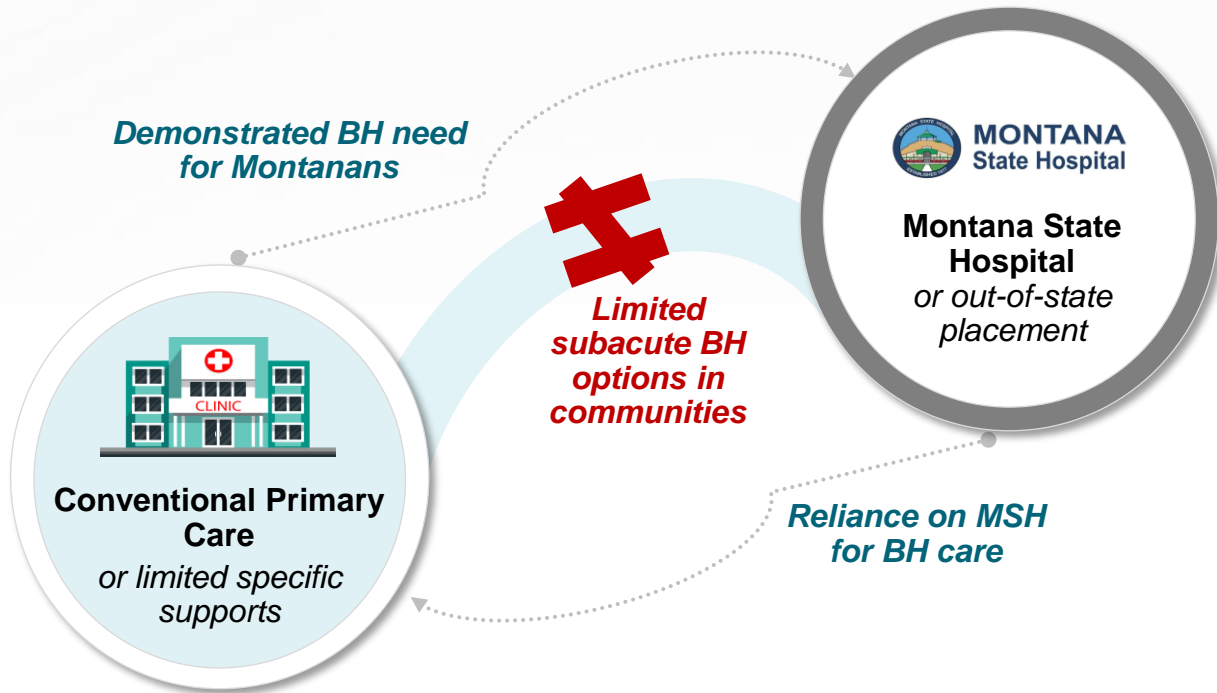 Demonstrated BH need
for Montanans
MONTANA
State Hospital
Montana State
Hospital
or out-of-state
placement
Limited
subacute BH
options in
communities
CLINIC
Conventional Primary
Care
or limited specific
supports
Reliance on MSH
for BH care